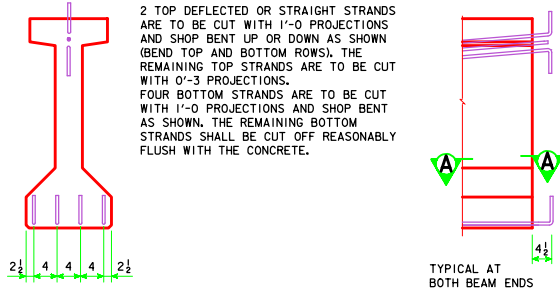 2 TOP DEFLECTED OR STRAIGHT STRANDS
ARE TO BE CUT WITH 1'-0 PROJECTIONS
AND SHOP BENT UP OR DOWN AS SHOWN
(BEND TOP AND BOTTOM ROWS). THE
REMAINING TOP STRANDS ARE TO BE CUT
WITH 0'-3 PROJECTIONS.
FOUR BOTTOM STRANDS ARE TO BE CUT
WITH 1'-0 PROJECTIONS AND SHOP BENT
AS SHOWN. THE REMAINING BOTTOM
STRANDS SHALL BE CUT OFF REASONABLY
FLUSH WITH THE CONCRETE.
A A
2½ 4 4 4 2½
4½
TYPICAL AT
BOTH BEAM ENDS